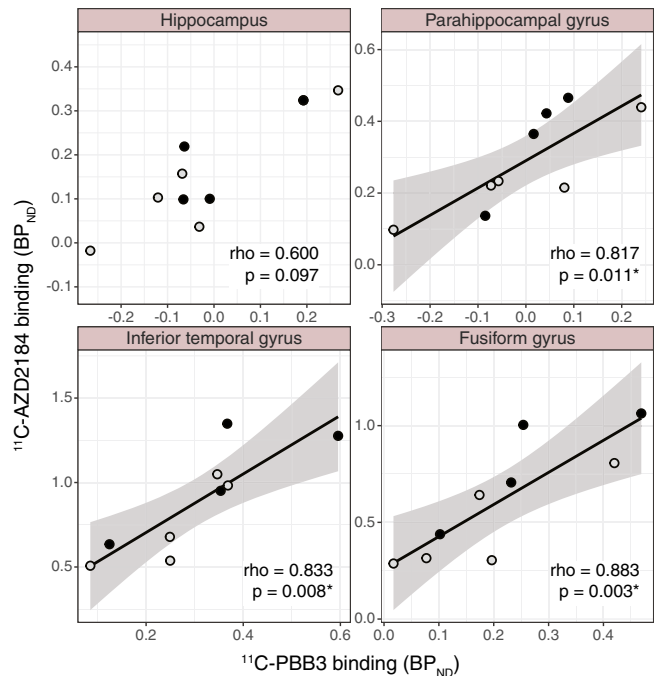 Hippocampus
Parahippocampal gyrus
0.4
0.3
0.2
0.1
0.0
-0.1
rho = 0.600
p = 0.097
-0.2 -0.1 0.0 0.1 0.2
0.6
0.4
0.2
0.0
rho = 0.817
p = 0.011*
-0.3 -0.2 -0.1 0.0 0.1 0.2
Inferior temporal gyrus
Fusiform gyrus
1.5
1.0
0.5
rho = 0.833
p = 0.008*
0.2 0.4 0.6
1.0
0.5
0.0
rho = 0.883
p = 0.003*
0.0 0.1 0.2 0.3 0.4
¹¹C-AZD2184 binding (BP_ND)
¹¹C-PBB3 binding (BP_ND)